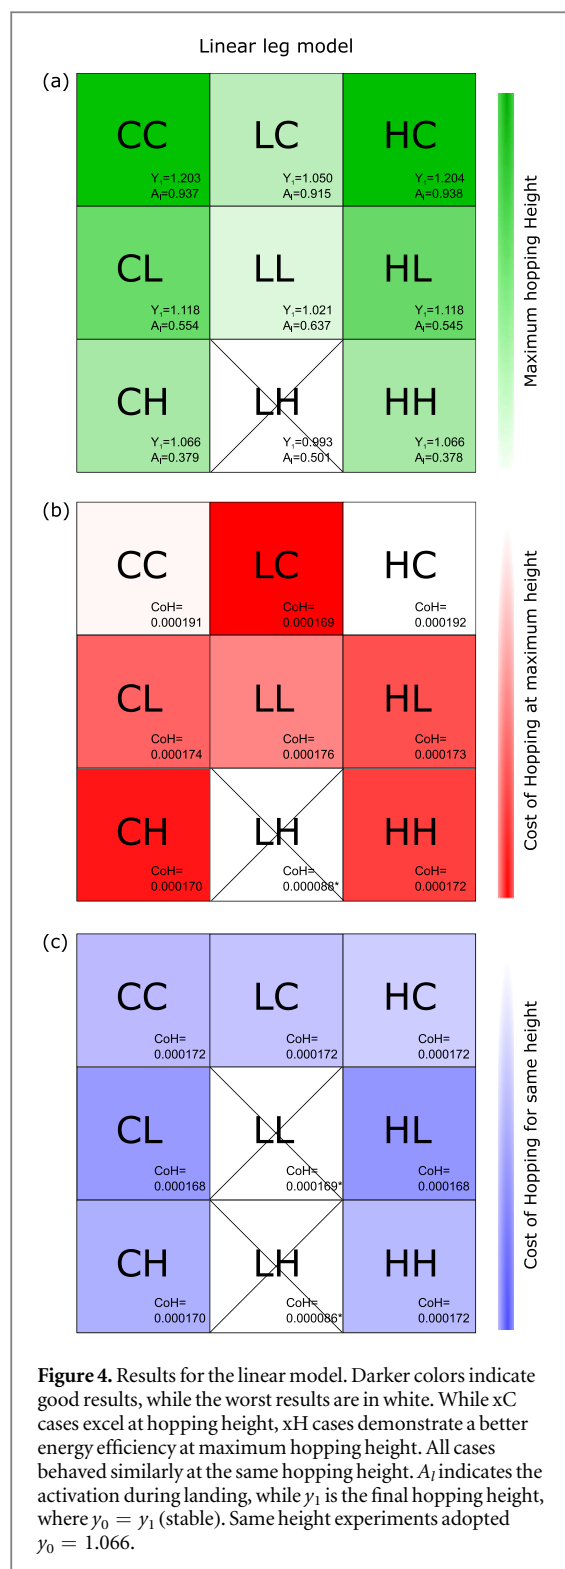 Linear leg model
(a)
CC
LC
HC
Y₁=1.203
Aₗ=0.937
Y₁=1.050
Aₗ=0.915
Y₁=1.204
Aₗ=0.938
CL
LL
HL
Y₁=1.118
Aₗ=0.554
Y₁=1.021
Aₗ=0.637
Y₁=1.118
Aₗ=0.545
CH
LH
HH
Y₁=1.066
Aₗ=0.379
Y₁=0.993
Aₗ=0.501
Y₁=1.066
Aₗ=0.378
Maximum hopping Height
(b)
CC
LC
HC
CoH=
0.000191
CoH=
0.000169
CoH=
0.000192
CL
LL
HL
CoH=
0.000174
CoH=
0.000176
CoH=
0.000173
CH
LH
HH
CoH=
0.000170
CoH=
0.000088*
CoH=
0.000172
Cost of Hopping at maximum height
(c)
CC
LC
HC
CoH=
0.000172
CoH=
0.000172
CoH=
0.000172
CL
LL
HL
CoH=
0.000168
CoH=
0.000169*
CoH=
0.000168
CH
LH
HH
CoH=
0.000170
CoH=
0.000086*
CoH=
0.000172
Cost of Hopping for same height
Figure 4. Results for the linear model. Darker colors indicate
good results, while the worst results are in white. While xC
cases excel at hopping height, xH cases demonstrate a better
energy efficiency at maximum hopping height. All cases
behaved similarly at the same hopping height. Aₗ indicates the
activation during landing, while y₁ is the final hopping height,
where y₀ = y₁ (stable). Same height experiments adopted
y₀ = 1.066.